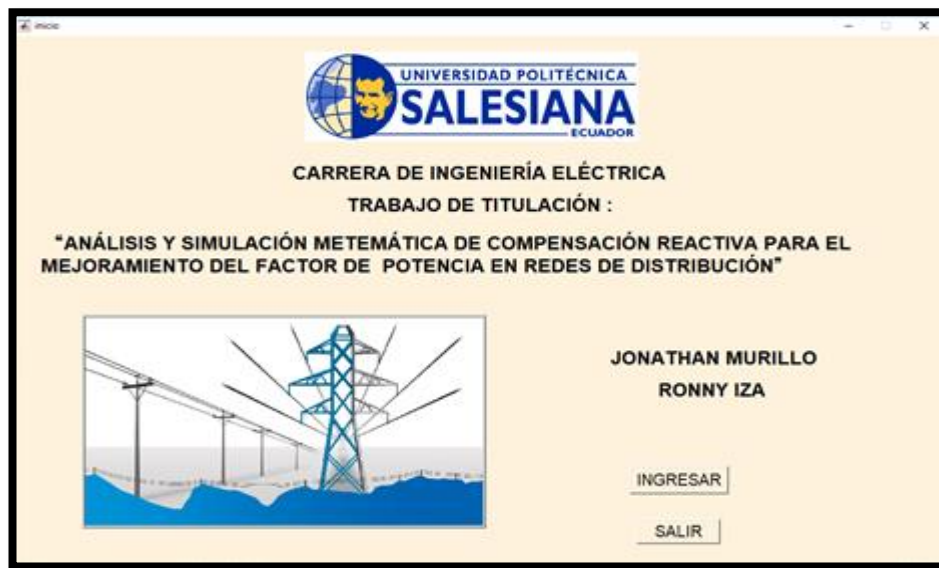 inicio
UNIVERSIDAD POLITÉCNICA
SALESIANA
ECUADOR
CARRERA DE INGENIERÍA ELÉCTRICA
TRABAJO DE TITULACIÓN :
"ANÁLISIS Y SIMULACIÓN METEMÁTICA DE COMPENSACIÓN REACTIVA PARA EL
MEJORAMIENTO DEL FACTOR DE POTENCIA EN REDES DE DISTRIBUCIÓN"
JONATHAN MURILLO
RONNY IZA
INGRESAR
SALIR